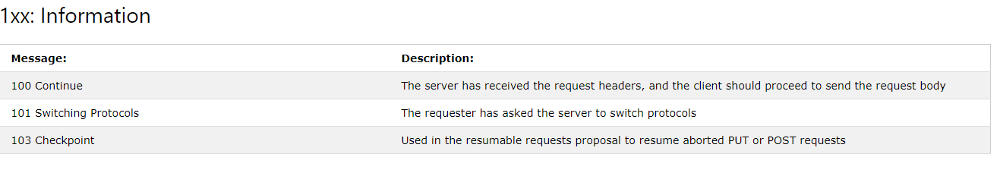 1xx: Information
Message: Description:
100 Continue The server has received the request headers, and the client should proceed to send the request body
101 Switching Protocols The requester has asked the server to switch protocols
103 Checkpoint Used in the resumable requests proposal to resume aborted PUT or POST requests